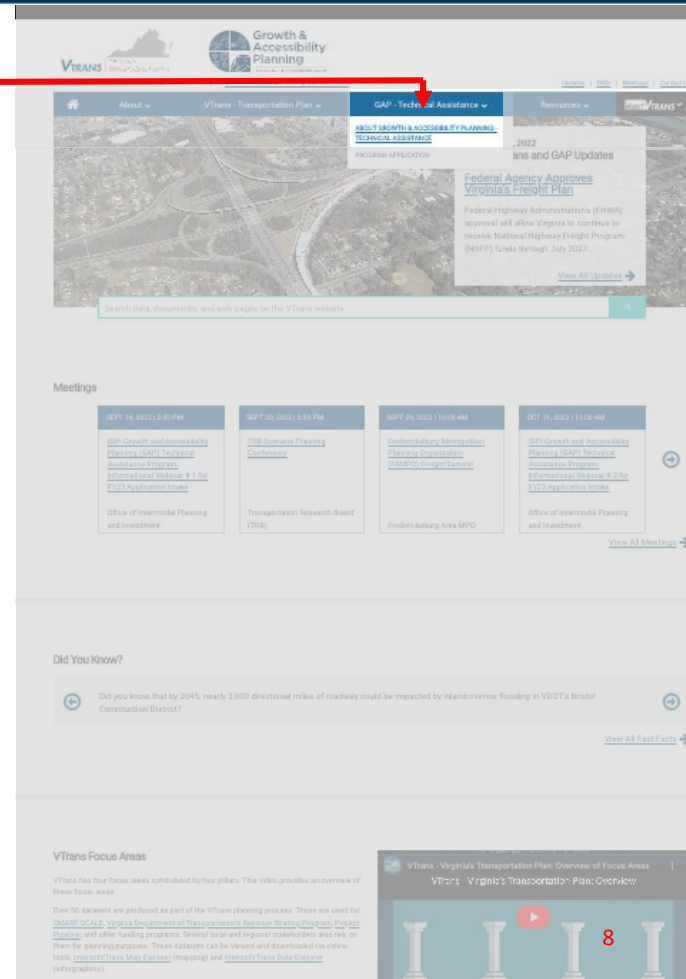 VTRANS
Growth &
Accessibility
Planning
Updates | FAQs | Meetings | Contact
About
VTrans - Transportation Plan
GAP - Technical Assistance
Resources
VTRANS
ABOUT GROWTH & ACCESSIBILITY PLANNING -
TECHNICAL ASSISTANCE
PROGRAM APPLICATION
, 2022
ans and GAP Updates
Federal Agency Approves
Virginia's Freight Plan
Federal Highway Administration's (FHWA)
approval will allow Virginia to continue to
receive National Highway Freight Program
(NHFP) funds through July 2027.
View All Updates
Search data, documents, and web pages on the VTrans website
Meetings
SEPT 14, 2022 | 2:00 PM
OIPI Growth and Accessibility
Planning (GAP) Technical
Assistance Program:
Informational Webinar # 1 for
FY23 Application Intake
Office of Intermodal Planning
and Investment
SEPT 20, 2022 | 3:30 PM
TRB Scenario Planning
Conference
Transportation Research Board
(TRB)
SEPT 29, 2022 | 10:00 AM
Fredericksburg Metropolitan
Planning Organization
(FAMPO) Freight Summit
Fredericksburg Area MPO
OCT 11, 2022 | 11:00 AM
OIPI Growth and Accessibility
Planning (GAP) Technical
Assistance Program:
Informational Webinar # 2 for
FY23 Application Intake
Office of Intermodal Planning
and Investment
View All Meetings
Did You Know?
Did you know that by 2045, nearly 3,000 directional miles of roadway could be impacted by inland-riverine flooding in VDOT's Bristol
Construction District?
View All Fast Facts
VTrans Focus Areas
VTrans has four focus areas symbolized by four pillars. This video provides an overview of
these focus areas.
Over 50 datasets are produced as part of the VTrans planning process. These are used for
SMART SCALE, Virginia Department of Transportation's Revenue Sharing Program, Project
Pipeline, and other funding programs. Several local and regional stakeholders also rely on
them for planning purposes. These datasets can be viewed and downloaded via online
tools, InteractVTrans Map Explorer (mapping) and InteractVTrans Data Explorer
(infographics).
VTrans - Virginia's Transportation Plan: Overview of Focus Areas
VTrans - Virginia's Transportation Plan: Overview
8